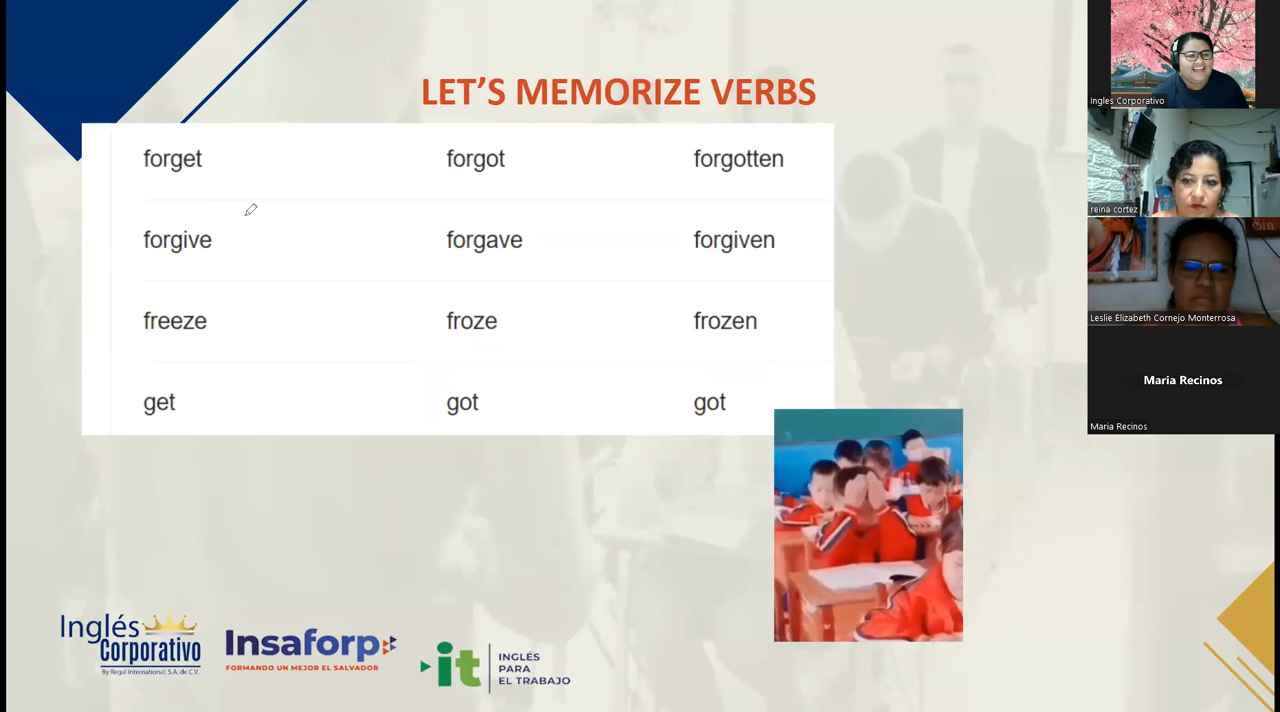 LET'S MEMORIZE VERBS
forget forgot forgotten
forgive forgave forgiven
freeze froze frozen
get got got
Inglés
Corporativo
By Regal International, S.A. de C.V.
Insaforp
FORMANDO UN MEJOR EL SALVADOR
it
INGLÉS
PARA
EL TRABAJO
Ingles Corporativo
reina cortez
Sin
Leslie Elizabeth Cornejo Monterrosa
Maria Recinos
Maria Recinos